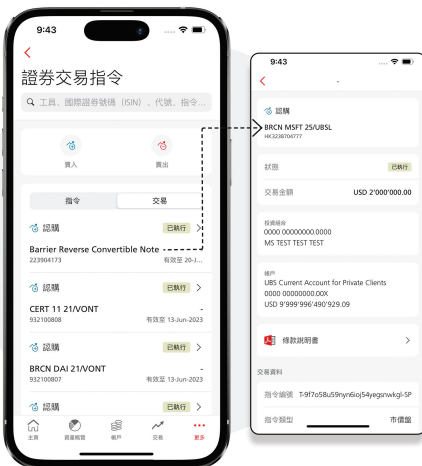 9:43
證券交易指令
工具、國際證券號碼 (ISIN) 、代號、指令...
買入
賣出
指令
交易
認購
已執行
Barrier Reverse Convertible Note
223904173
有效至 20-J...
認購
已執行
CERT 11 21/VONT
-
932100808
有效至 13-Jun-2023
認購
已執行
BRCN DAI 21/VONT
-
932100807
有效至 13-Jun-2023
認購
已執行
主頁
資產概覽
帳戶
交易
更多
9:43
-
認購
BRCN MSFT 25/UBSL
HK323B704777
狀態
已執行
交易金額
USD 2'000'000.00
投資組合
0000 00000000.0000
MS TEST TEST TEST
帳戶
UBS Current Account for Private Clients
0000 00000000.00X
USD 9'999'996'490'929.09
條款說明書
交易資料
指令編號
T-9f7o58u59nyn6ioj54yegsnwkgl-SP
指令類型
市價盤